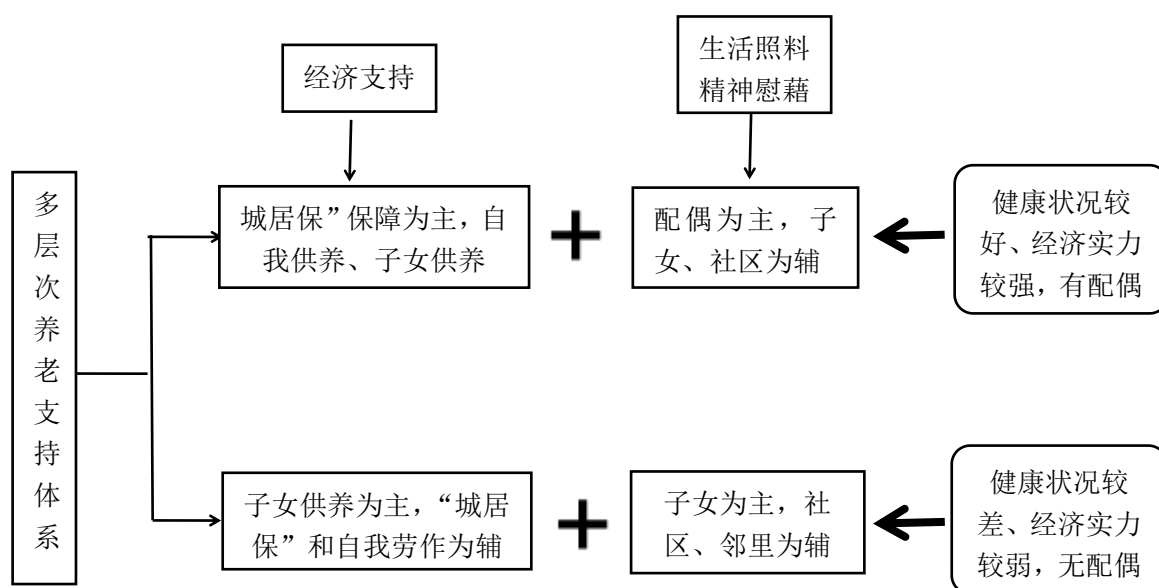 经济支持
生活照料
精神慰藉
多层次养老支持体系
城居保”保障为主，自
我供养、子女供养
配偶为主，子
女、社区为辅
健康状况较
好、经济实力
较强，有配偶
子女供养为主，“城居
保”和自我劳作为辅
子女为主，社
区、邻里为辅
健康状况较
差、经济实力
较弱，无配偶